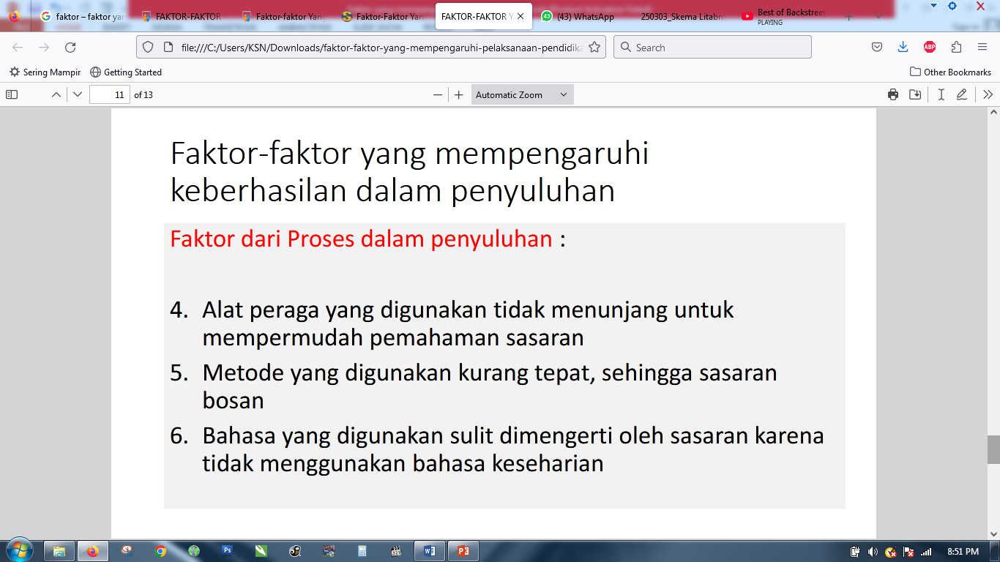 faktor – faktor yar
FAKTOR-FAKTOR
Faktor-faktor Yang
Faktor-Faktor Yan
FAKTOR-FAKTOR Y
(43) WhatsApp
250303_Skema Litabm
Best of Backstreet
PLAYING
file:///C:/Users/KSN/Downloads/faktor-faktor-yang-mempengaruhi-pelaksanaan-pendidika
Search
Sering Mampir
Getting Started
Other Bookmarks
11 of 13
Automatic Zoom
Faktor-faktor yang mempengaruhi
keberhasilan dalam penyuluhan
Faktor dari Proses dalam penyuluhan :
4. Alat peraga yang digunakan tidak menunjang untuk
mempermudah pemahaman sasaran
5. Metode yang digunakan kurang tepat, sehingga sasaran
bosan
6. Bahasa yang digunakan sulit dimengerti oleh sasaran karena
tidak menggunakan bahasa keseharian
8:51 PM